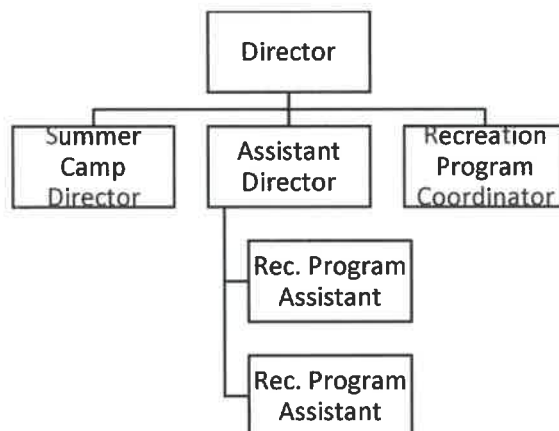 Director
Summer
Camp
Director
Assistant
Director
Recreation
Program
Coordinator
Rec. Program
Assistant
Rec. Program
Assistant